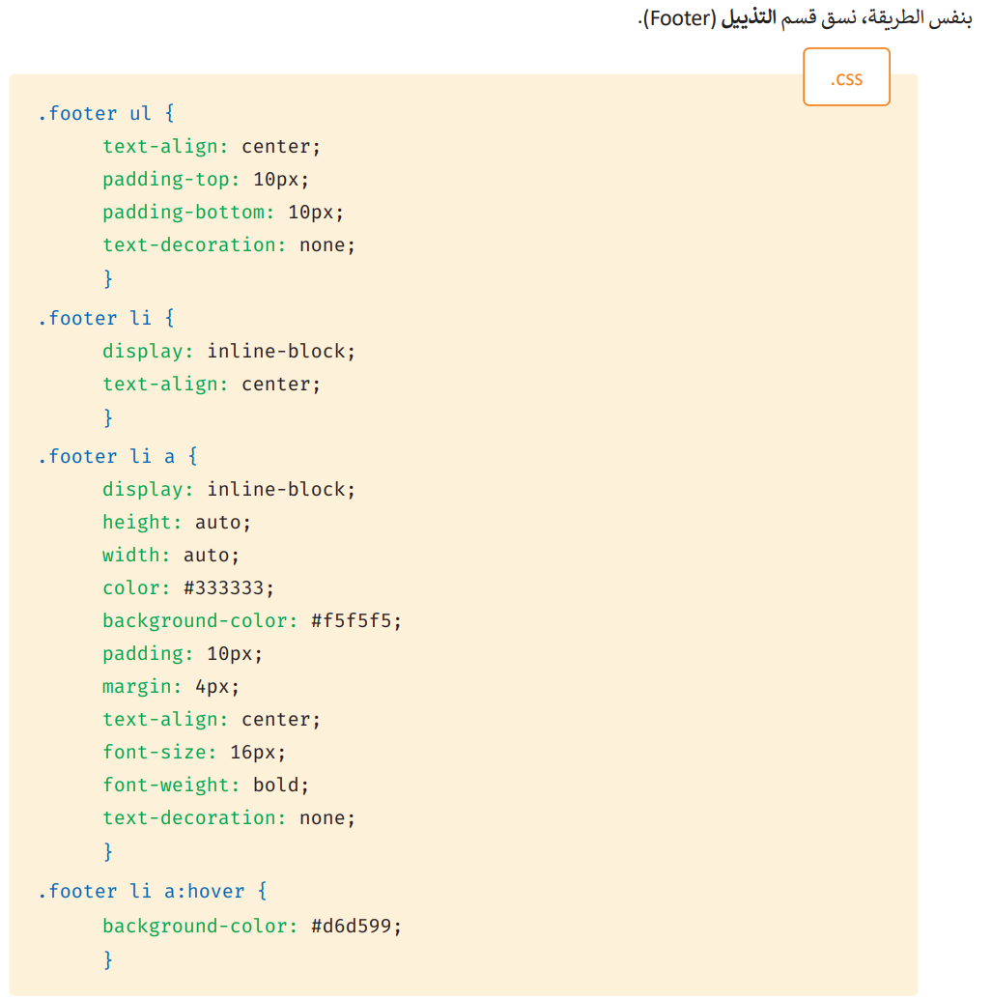 بنفس الطريقة، نسق قسم التذييل (Footer).
.css
.footer ul {
text-align: center;
padding-top: 10px;
padding-bottom: 10px;
text-decoration: none;
}
.footer li {
display: inline-block;
text-align: center;
}
.footer li a {
display: inline-block;
height: auto;
width: auto;
color: #333333;
background-color: #f5f5f5;
padding: 10px;
margin: 4px;
text-align: center;
font-size: 16px;
font-weight: bold;
text-decoration: none;
}
.footer li a:hover {
background-color: #d6d599;
}